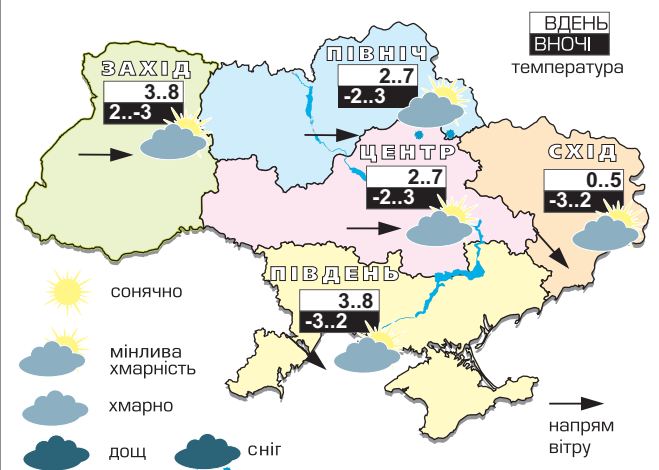 ВДЕНЬ
ВНОЧІ
температура
ПІВНІЧ
2..7
-2..3
ЗАХІД
3..8
2..-3
ЦЕНТР
2..7
-2..3
СХІД
0..5
-3..2
ПІВДЕНЬ
3..8
-3..2
сонячно
мінлива
хмарність
хмарно
дощ
сніг
напрям
вітру